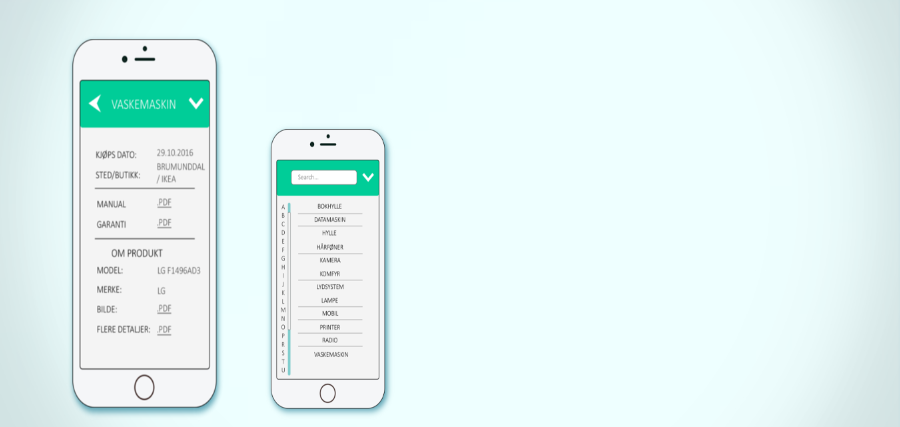 VASKEMASKIN
KJØPS DATO: 29.10.2016
STED/BUTIKK: BRUMUNDDAL
/ IKEA
MANUAL .PDF
GARANTI .PDF
OM PRODUKT
MODEL: LG F1496AD3
MERKE: LG
BILDE: .PDF
FLERE DETALJER: .PDF
Search...
A
B
C
D
E
F
G
H
I
J
K
L
M
N
O
P
R
S
T
U
BOKHYLLE
DATAMASKIN
HYLLE
HÅRFØNER
KAMERA
KOMFYR
LYDSYSTEM
LAMPE
MOBIL
PRINTER
RADIO
VASKEMASKIN